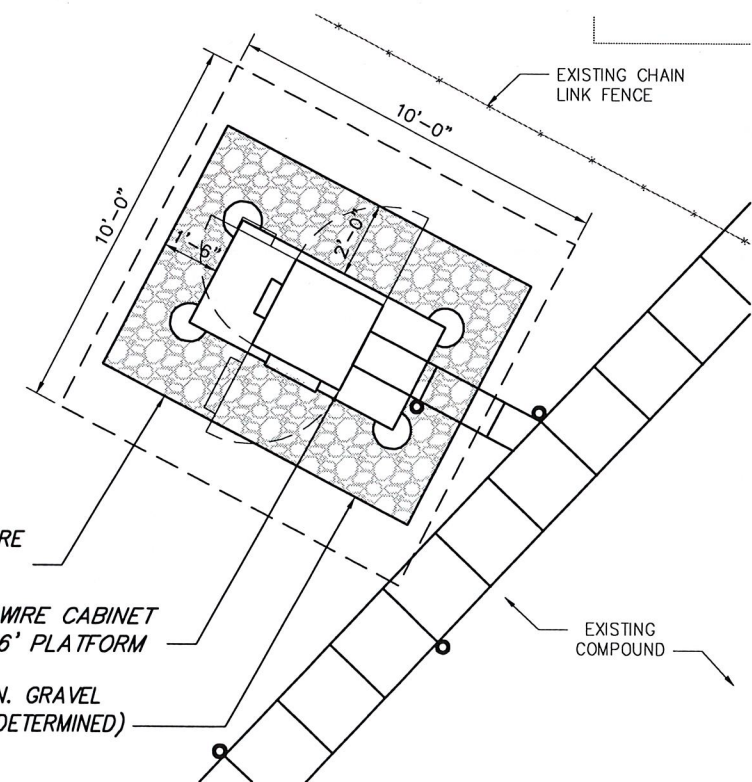 EXISTING CHAIN
LINK FENCE
10'-0"
10'-0"
2'-0"
1'-6"
RE
WIRE CABINET
6' PLATFORM
N. GRAVEL
DETERMINED)
EXISTING
COMPOUND